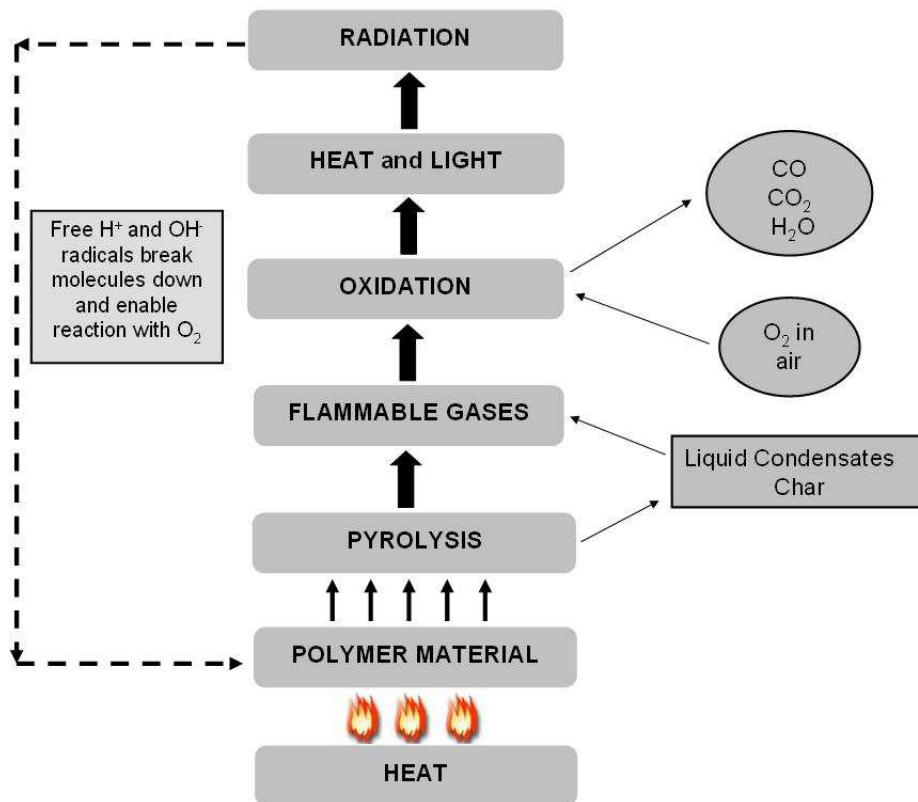 RADIATION
HEAT and LIGHT
CO
CO₂
H₂O
Free H⁺ and OH⁻
radicals break
molecules down
and enable
reaction with O₂
OXIDATION
O₂ in
air
FLAMMABLE GASES
Liquid Condensates
Char
PYROLYSIS
POLYMER MATERIAL
HEAT